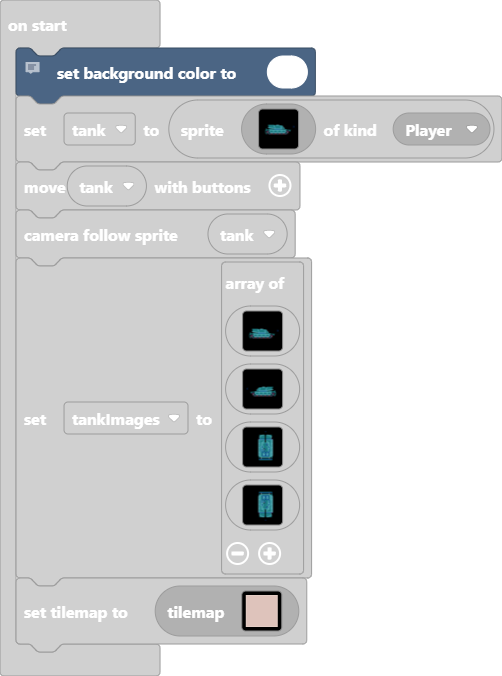 on start
set background color to
set tank to sprite of kind Player
move tank with buttons
camera follow sprite tank
array of
set tankImages to
set tilemap to tilemap